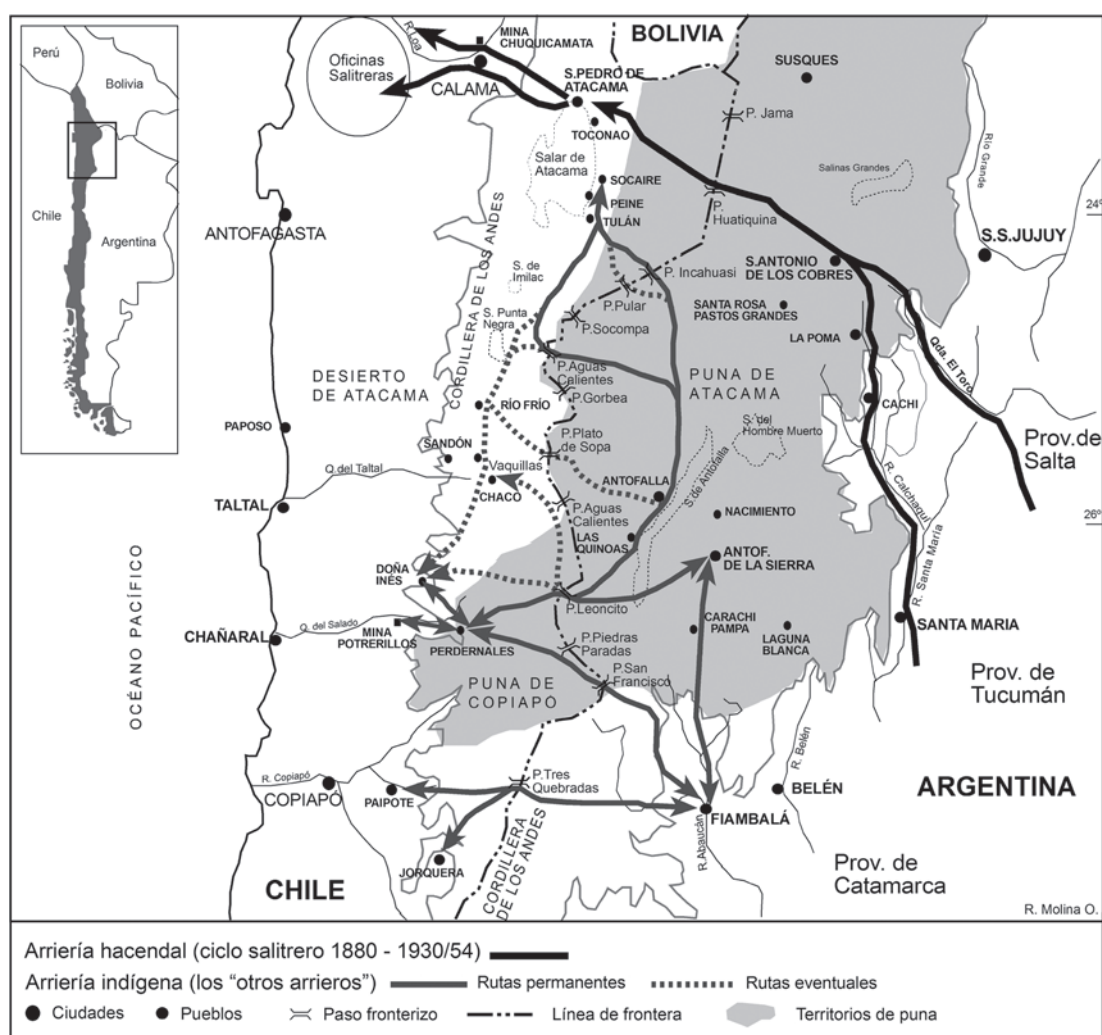 Perú
Bolivia
Chile
Argentina
Oficinas
Salitreras
R. Loa
MINA
CHUQUICAMATA
CALAMA
BOLIVIA
S.PEDRO DE
ATACAMA
SUSQUES
P. Jama
TOCONAO
Salar de
Atacama
Salinas Grandes
Río Grande
SOCAIRE
PEINE
TULÁN
P.
Huatiquina
24º
ANTOFAGASTA
CORDILLERA DE LOS ANDES
S.S.JUJUY
S. de
Imilac
P. Incahuasi
S.ANTONIO
DE LOS COBRES
P.Pular
S. Punta
Negra
P.Socompa
SANTA ROSA
PASTOS GRANDES
LA POMA
Qda. El Toro
DESIERTO
DE ATACAMA
P.Aguas
Calientes
PUNA DE
ATACAMA
P.Gorbea
RÍO FRÍO
CACHI
PAPOSO
S. del
Hombre Muerto
SANDÓN
P.Plato
de Sopa
Prov.de
Salta
Vaquillas
Q. del Taltal
CHACO
ANTOFALLA
S.de Antofalla
R. Calchaquí
TALTAL
P.Aguas
Calientes
NACIMIENTO
26º
LAS
QUINOAS
R. Santa María
OCÉANO PACÍFICO
DOÑA
INÉS
ANTOF.
DE LA SIERRA
P.Leoncito
Q. del Salado
CHAÑARAL
MINA
POTRERILLOS
PERDERNALES
P.Piedras
Paradas
CARACHI
PAMPA
LAGUNA
BLANCA
SANTA MARIA
P.San
Francisco
PUNA DE
COPIAPÓ
Prov. de
Tucumán
R. Belén
R. Copiapó
COPIAPÓ
PAIPOTE
P.Tres
Quebradas
BELÉN
ARGENTINA
FIAMBALÁ
R.Abaucán
CORDILLERA
DE LOS ANDES
JORQUERA
CHILE
Prov. de
Catamarca
R. Molina O.
Arriería hacendal (ciclo salitrero 1880 - 1930/54)
Arriería indígena (los “otros arrieros”) Rutas permanentes Rutas eventuales
Ciudades Pueblos Paso fronterizo Línea de frontera Territorios de puna